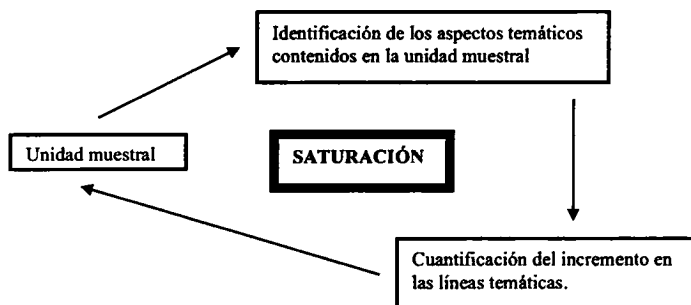 Identificación de los aspectos temáticos
contenidos en la unidad muestral
Unidad muestral
SATURACIÓN
Cuantificación del incremento en
las líneas temáticas.